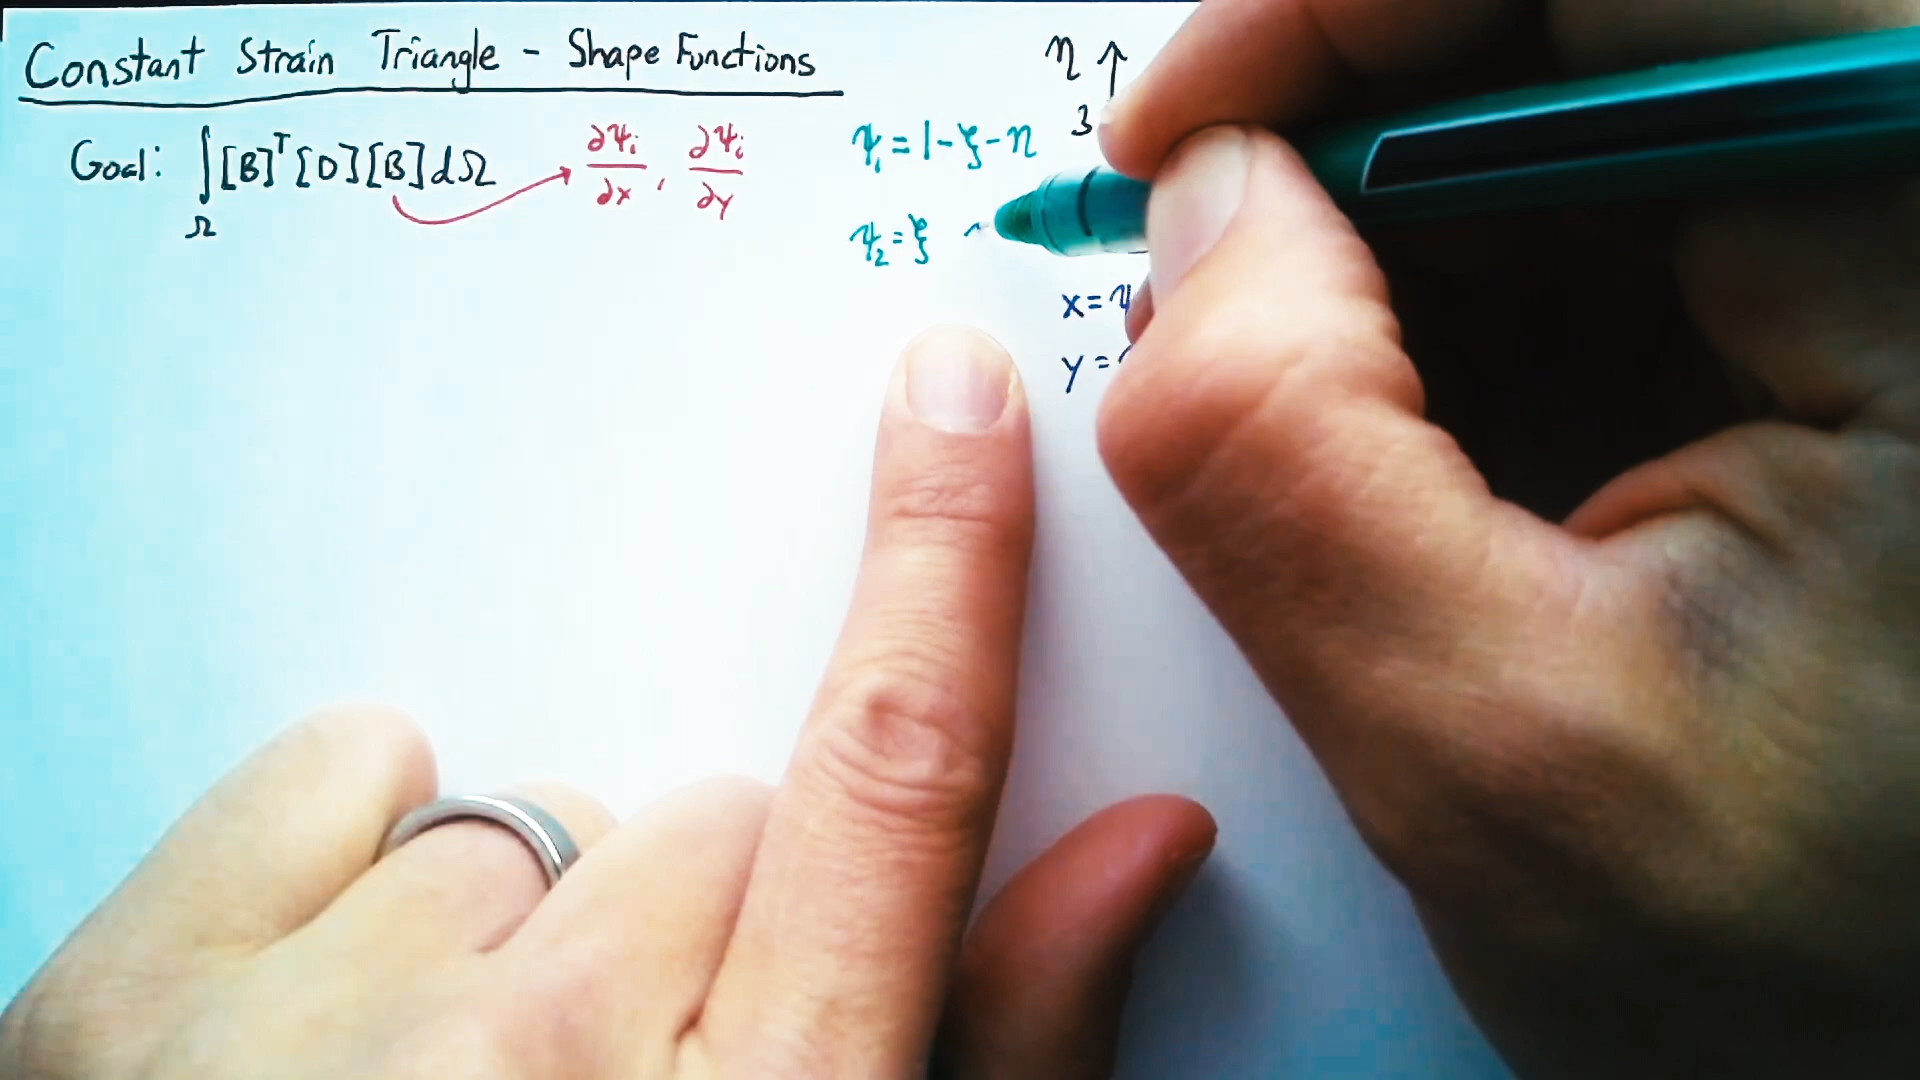 Constant Strain Triangle - Shape Functions
Goal: ∫Ω [B]ᵀ[D][B]dΩ
∂ψi/∂x , ∂ψi/∂y
ψ1 = 1-ξ-η
ψ2 = ξ
η ↑
3
x=ψ
y=